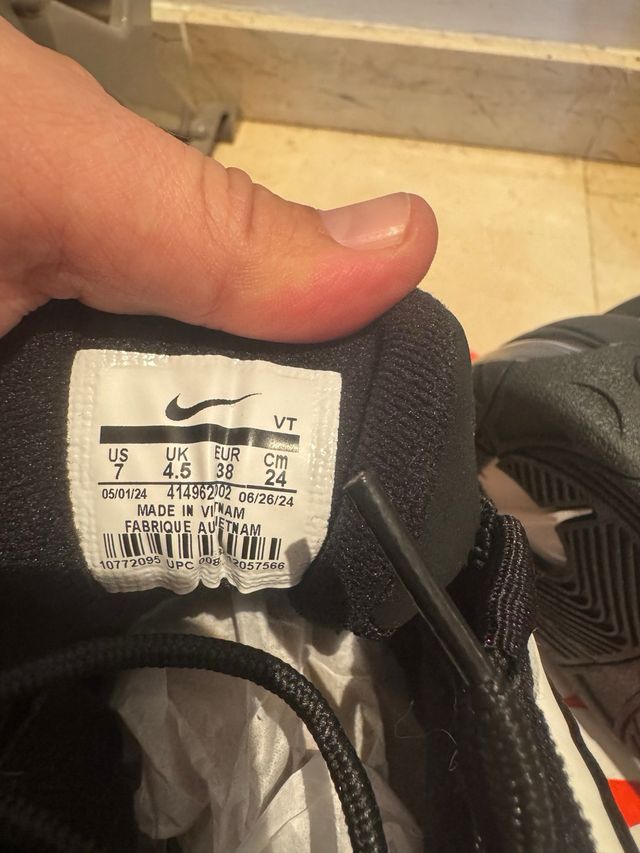 VT
US UK EUR Cm
7 4.5 38 24
05/01/24 414962 06/26/24
MADE IN
FABRIQUE
10772095 UPC 2057566